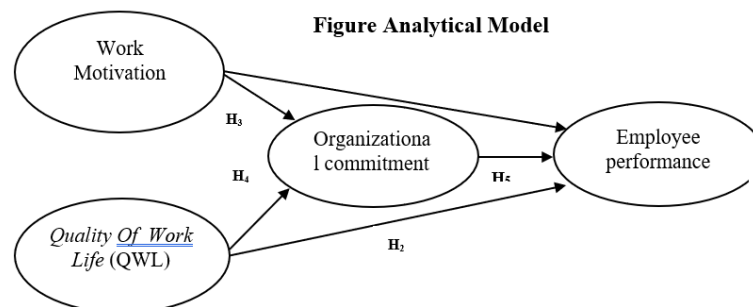 Figure Analytical Model
Work
Motivation
H3
Organizationa
l commitment
Employee
performance
H4
H5
Quality Of Work
Life (QWL)
H2